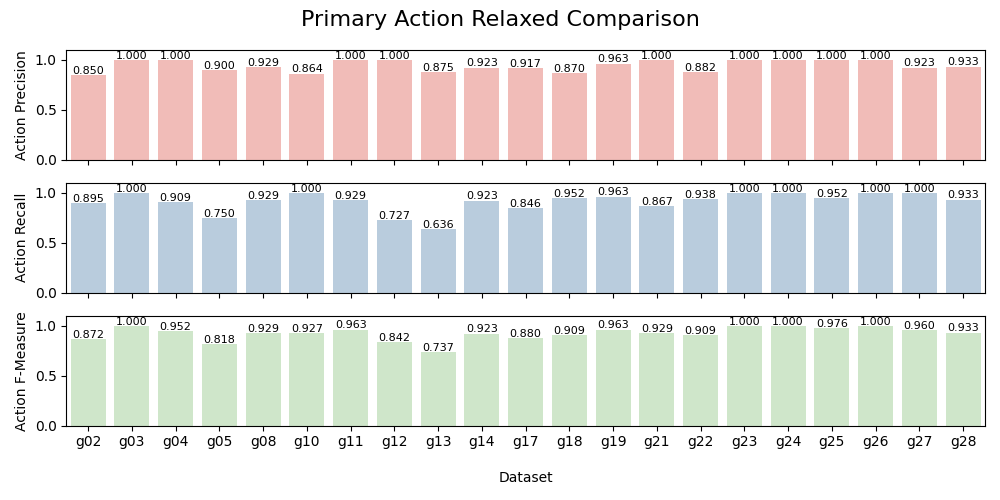 Primary Action Relaxed Comparison
Action Precision
1.0
0.5
0.0
0.850 1.000 1.000 0.900 0.929 0.864 1.000 1.000 0.875 0.923 0.917 0.870 0.963 1.000 0.882 1.000 1.000 1.000 1.000 0.923 0.933
Action Recall
1.0
0.5
0.0
0.895 1.000 0.909 0.750 0.929 1.000 0.929 0.727 0.636 0.923 0.846 0.952 0.963 0.867 0.938 1.000 1.000 0.952 1.000 1.000 0.933
Action F-Measure
1.0
0.5
0.0
0.872 1.000 0.952 0.818 0.929 0.927 0.963 0.842 0.737 0.923 0.880 0.909 0.963 0.929 0.909 1.000 1.000 0.976 1.000 0.960 0.933
g02 g03 g04 g05 g08 g10 g11 g12 g13 g14 g17 g18 g19 g21 g22 g23 g24 g25 g26 g27 g28
Dataset